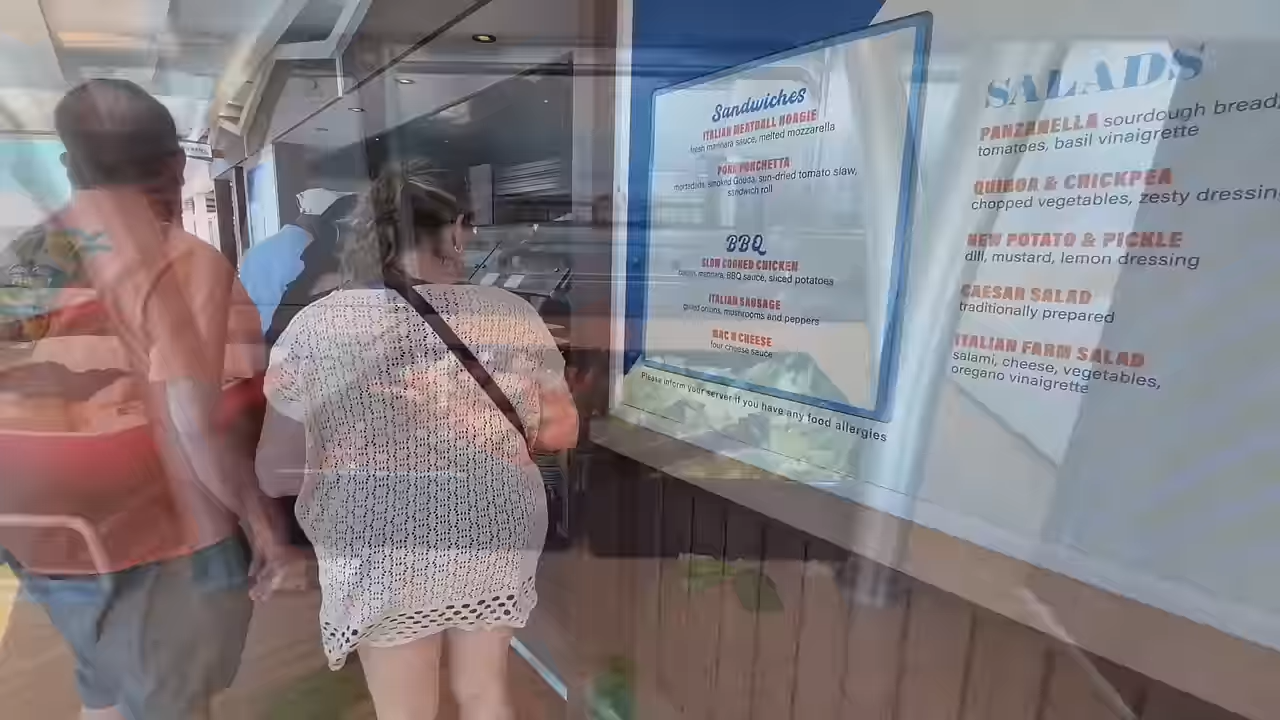 Sandwiches
ITALIAN MEATBALL HOAGIE
fresh marinara sauce, melted mozzarella
PORK PORCHETTA
mortadella, smoked Gouda, sun-dried tomato slaw,
sandwich roll
BBQ
SLOW COOKED CHICKEN
marinara, BBQ sauce, sliced potatoes
ITALIAN SAUSAGE
grilled onions, mushrooms and peppers
MAC N CHEESE
four cheese sauce
Please inform your server if you have any food allergies
SALADS
PANZANELLA sourdough bread,
tomatoes, basil vinaigrette
QUINOA & CHICKPEA
chopped vegetables, zesty dressin
NEW POTATO & PICKLE
dill, mustard, lemon dressing
CAESAR SALAD
traditionally prepared
ITALIAN FARM SALAD
salami, cheese, vegetables,
oregano vinaigrette